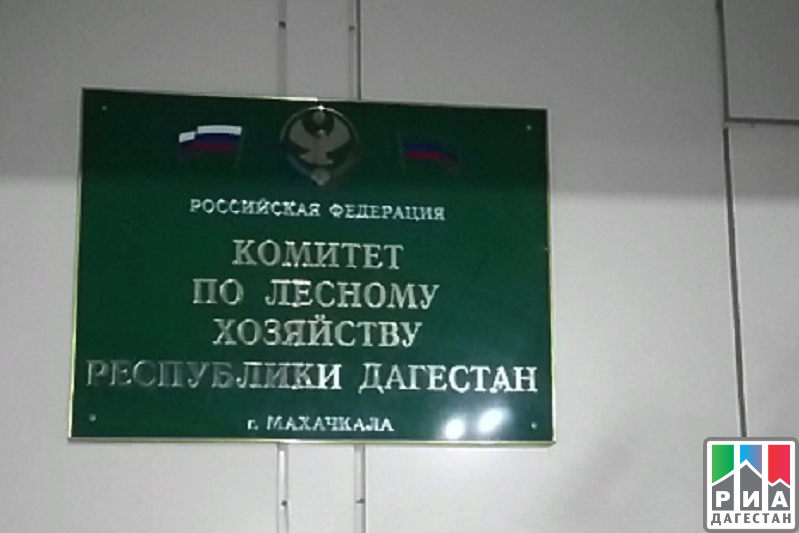 РОССИЙСКАЯ ФЕДЕРАЦИЯ
КОМИТЕТ
ПО ЛЕСНОМУ
ХОЗЯЙСТВУ
РЕСПУБЛИКИ ДАГЕСТАН
г. МАХАЧКАЛА
РИА
ДАГЕСТАН